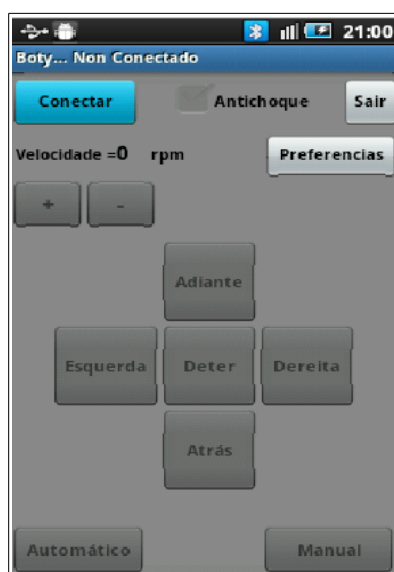 21:00
Boty... Non Conectado
Conectar Antichoque Sair
Velocidade =0 rpm Preferencias
+ -
Adiante
Esquerda Deter Dereita
Atrás
Automático Manual